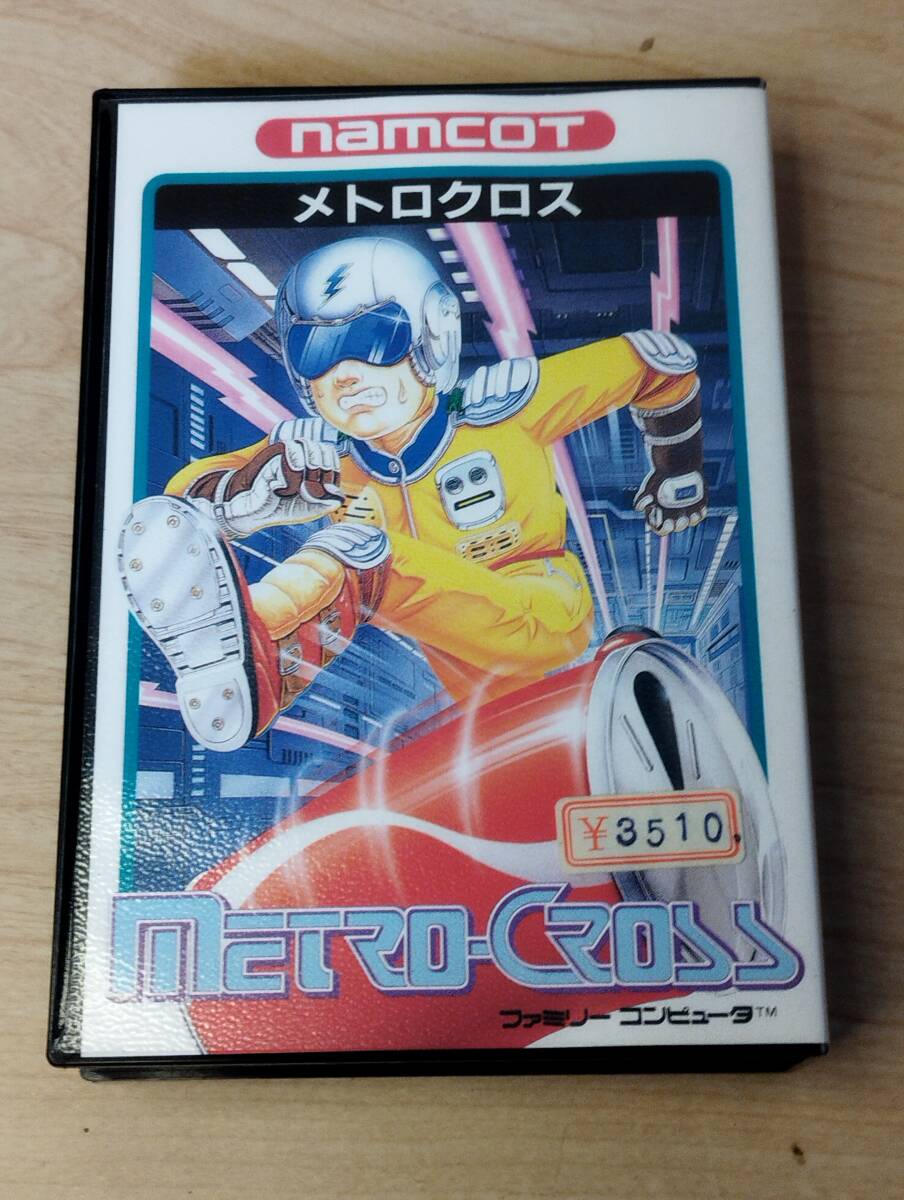 namcoT
メトロクロス
¥3510
METRO-CROSS
ファミリー コンピュータ™